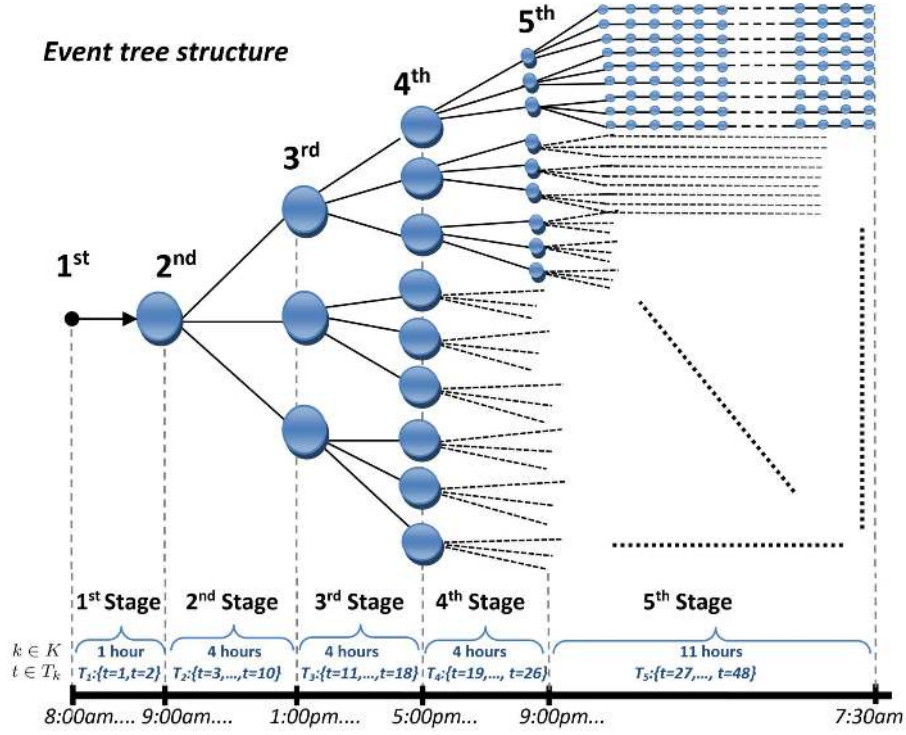 Event tree structure
5th
4th
3rd
2nd
1st
1st Stage 2nd Stage 3rd Stage 4th Stage 5th Stage
k ∈ K 1 hour 4 hours 4 hours 4 hours 11 hours
t ∈ Tk T1:{t=1,t=2} T2:{t=3,...,t=10} T3:{t=11,...,t=18} T4:{t=19,..., t=26} T5:{t=27,..., t=48}
8:00am.... 9:00am... 1:00pm.... 5:00pm.... 9:00pm... 7:30am